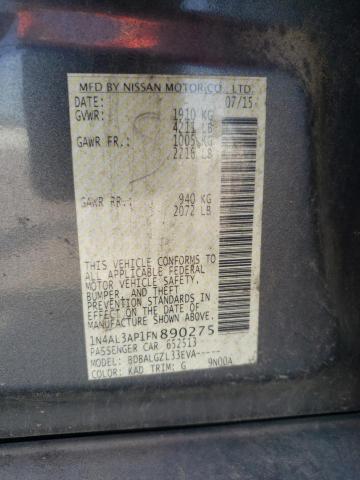 MFD BY NISSAN MOTOR CO., LTD.
DATE: 07/15
GVWR: 1910 KG
4211 LB
GAWR FR.: 1005 KG
2216 LB
GAWR RR.: 940 KG
2072 LB
THIS VEHICLE CONFORMS TO
ALL APPLICABLE FEDERAL
MOTOR VEHICLE SAFETY,
BUMPER, AND THEFT
PREVENTION STANDARDS
IN EFFECT ON THE
DATE OF MANUFACTURE
SHOWN ABOVE.
1N4AL3AP1FN890275
PASSENGER CAR 652513
MODEL: BDBALGZL33EVA-----
COLOR: KAD TRIM: G 9N00A